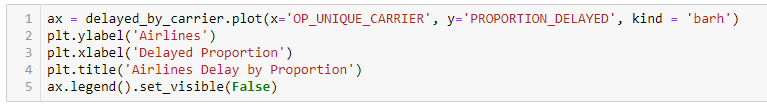 1 ax = delayed_by_carrier.plot(x='OP_UNIQUE_CARRIER', y='PROPORTION_DELAYED', kind = 'barh')
2 plt.ylabel('Airlines')
3 plt.xlabel('Delayed Proportion')
4 plt.title('Airlines Delay by Proportion')
5 ax.legend().set_visible(False)